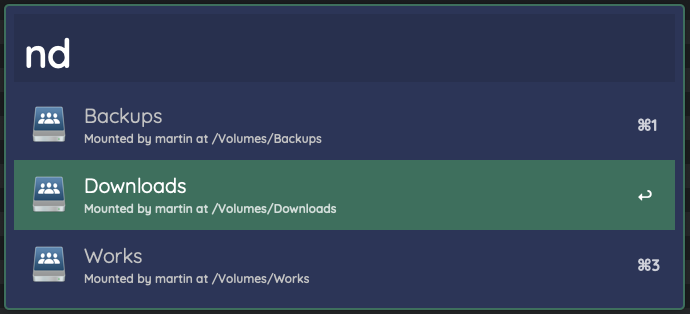 nd
Backups
Mounted by martin at /Volumes/Backups
⌘1
Downloads
Mounted by martin at /Volumes/Downloads
↩
Works
Mounted by martin at /Volumes/Works
⌘3